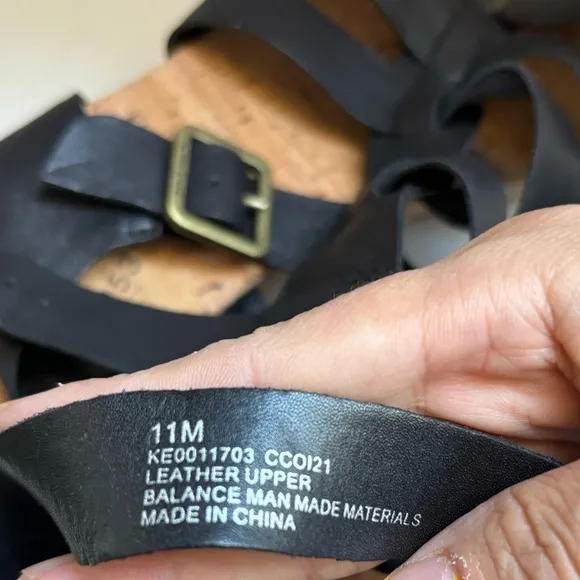 11M
KE0011703 CCOI21
LEATHER UPPER
BALANCE MAN MADE MATERIALS
MADE IN CHINA